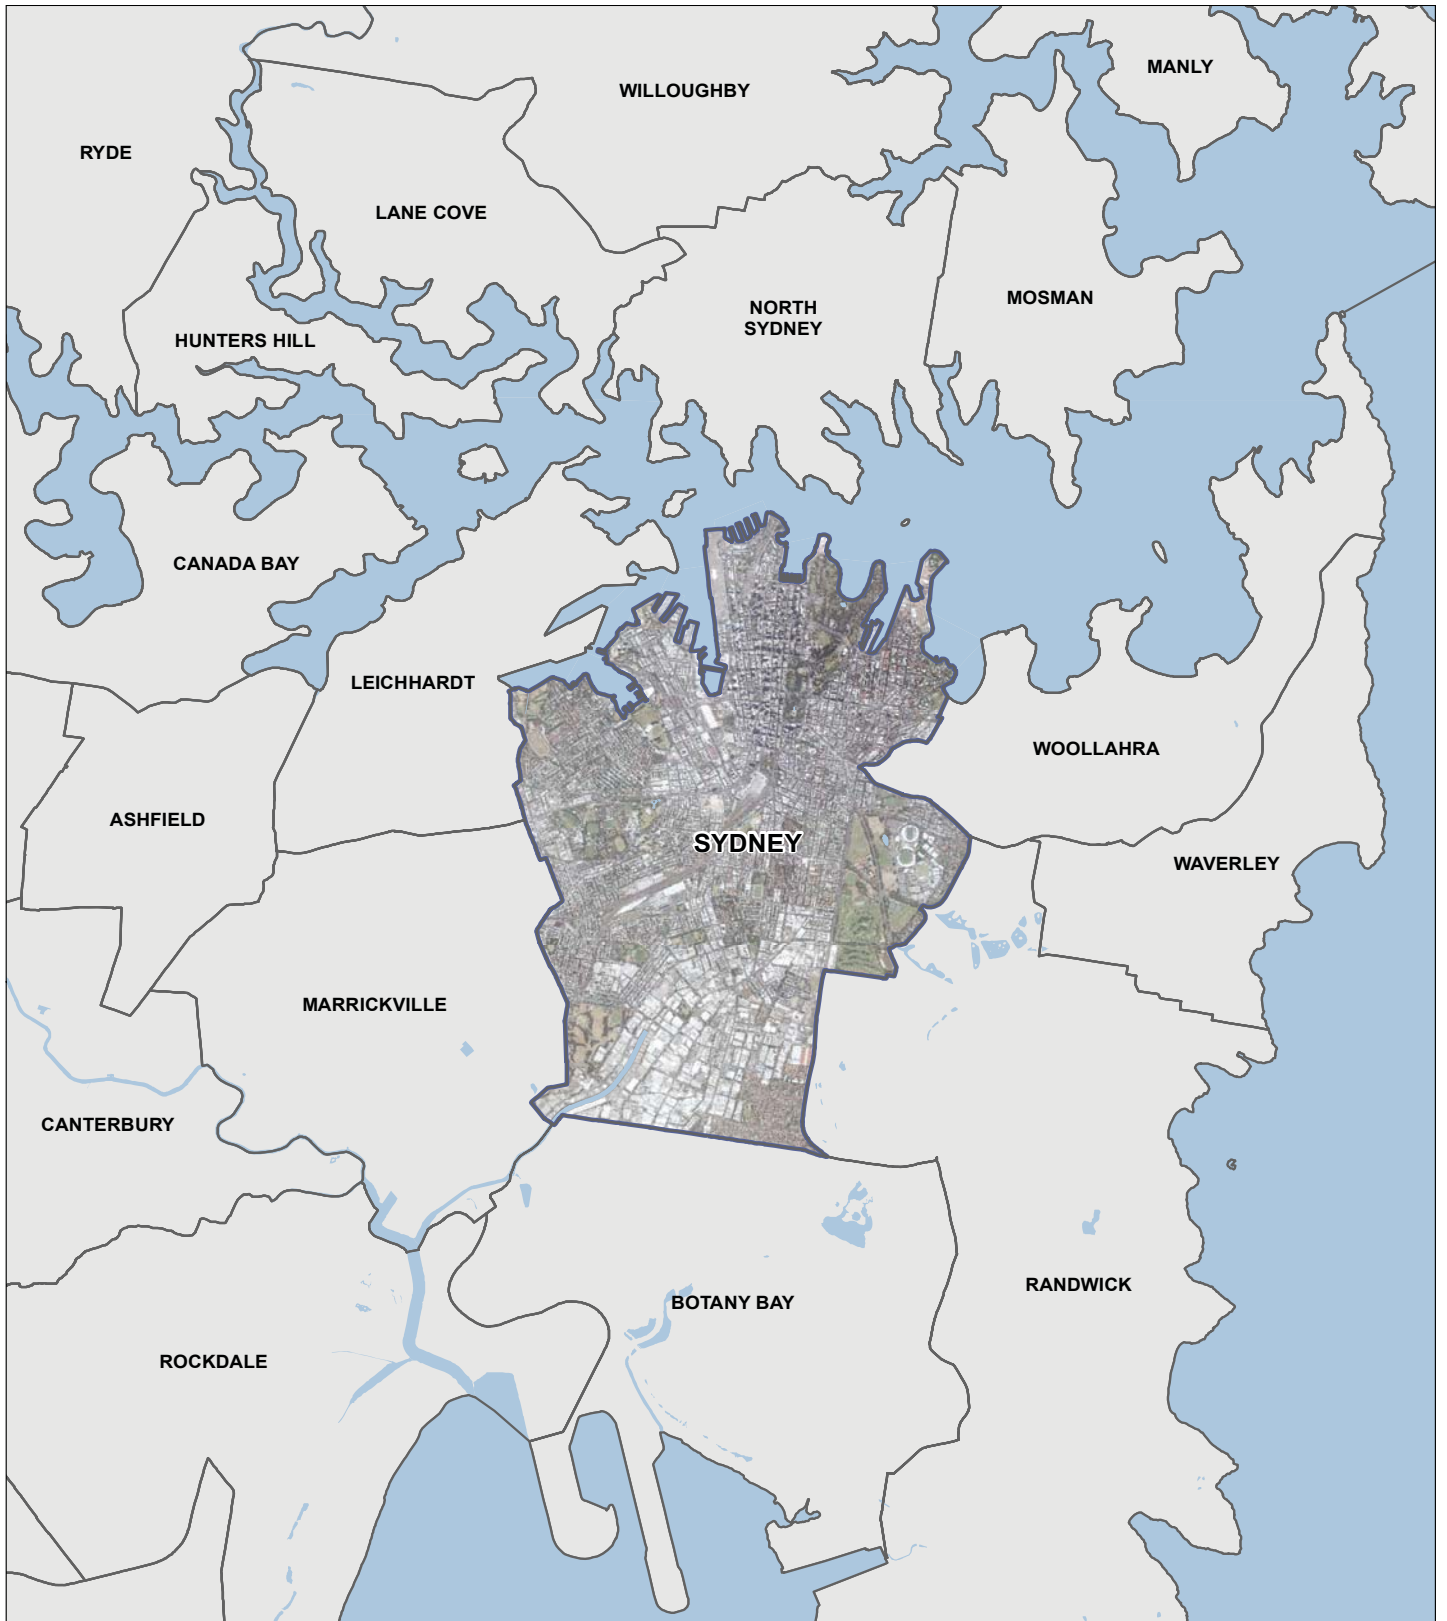 MANLY
WILLOUGHBY
RYDE
LANE COVE
MOSMAN
NORTH
SYDNEY
HUNTERS HILL
CANADA BAY
LEICHHARDT
WOOLLAHRA
ASHFIELD
SYDNEY
WAVERLEY
MARRICKVILLE
CANTERBURY
RANDWICK
BOTANY BAY
ROCKDALE